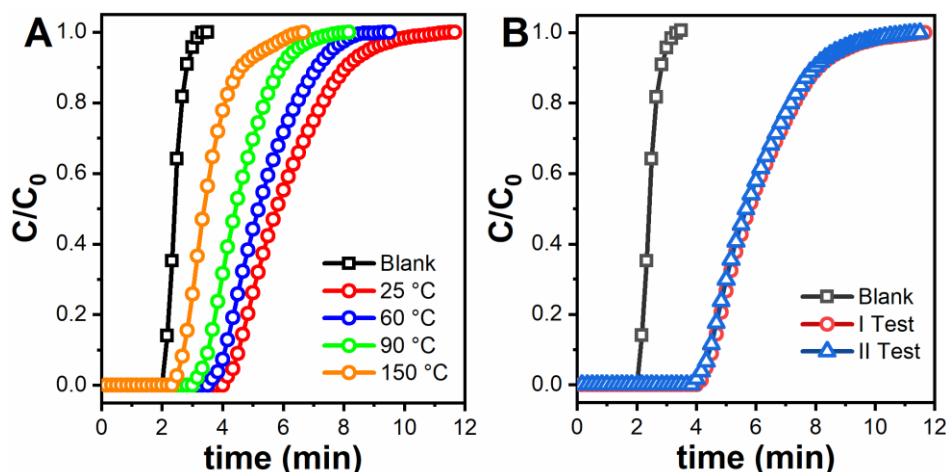 A
C/C0
1.0
0.8
0.6
0.4
0.2
0.0
Blank
25 °C
60 °C
90 °C
150 °C
0 2 4 6 8 10 12
time (min)
B
C/C0
1.0
0.8
0.6
0.4
0.2
0.0
Blank
I Test
II Test
0 2 4 6 8 10 12
time (min)